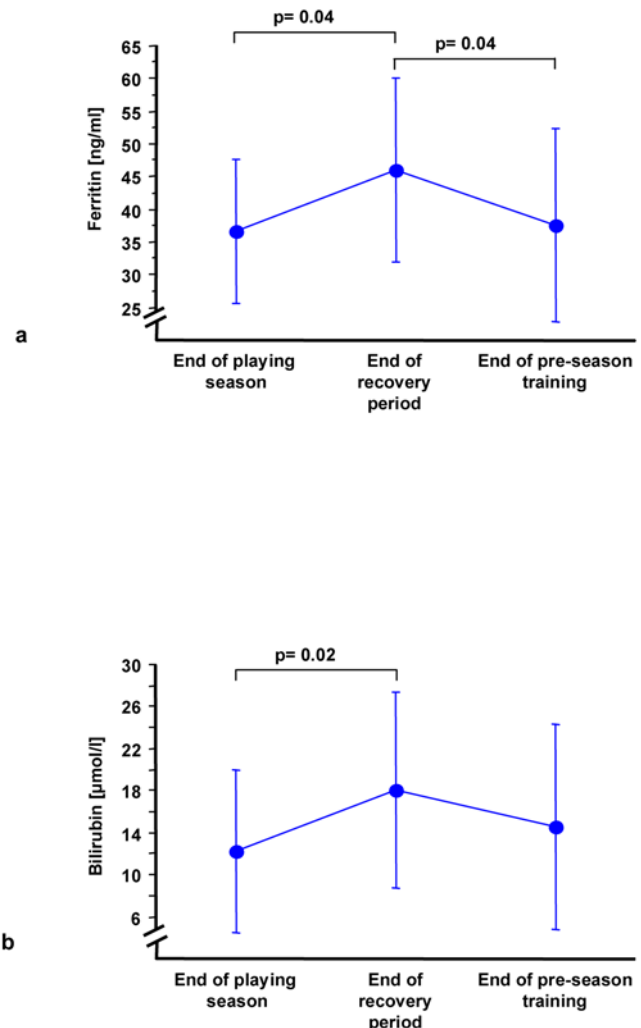 p= 0.04
p= 0.04
65
60
55
50
45
40
35
30
25
Ferritin [ng/ml]
a
End of playing
season
End of
recovery
period
End of pre-season
training
p= 0.02
30
26
22
18
14
10
6
Bilirubin [µmol/l]
b
End of playing
season
End of
recovery
period
End of pre-season
training